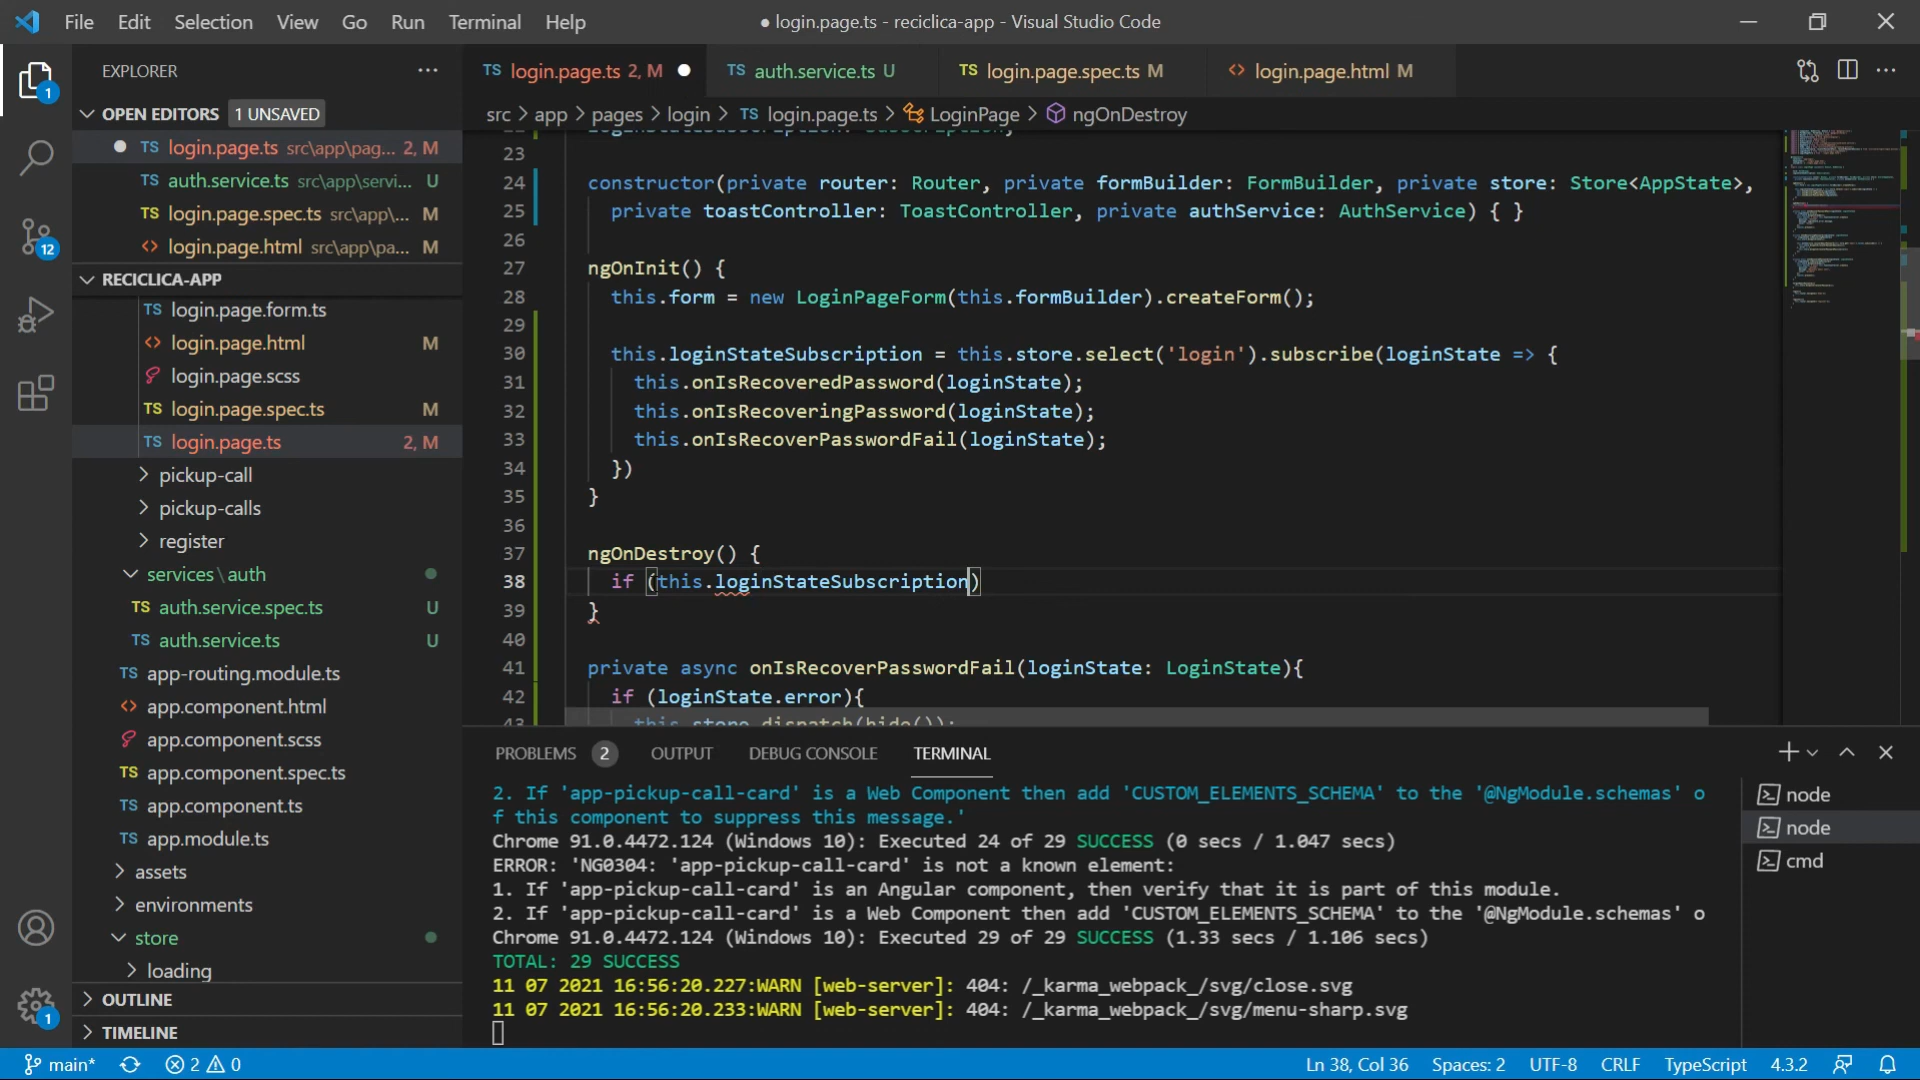 File Edit Selection View Go Run Terminal Help
● login.page.ts - reciclica-app - Visual Studio Code
EXPLORER
OPEN EDITORS 1 UNSAVED
TS login.page.ts src\app\pag... 2, M
TS auth.service.ts src\app\servi... U
TS login.page.spec.ts src\app\... M
<> login.page.html src\app\pa... M
RECICLICA-APP
TS login.page.form.ts
<> login.page.html M
login.page.scss
TS login.page.spec.ts M
TS login.page.ts 2, M
pickup-call
pickup-calls
register
services\auth
TS auth.service.spec.ts U
TS auth.service.ts U
TS app-routing.module.ts
<> app.component.html
app.component.scss
TS app.component.spec.ts
TS app.component.ts
TS app.module.ts
assets
environments
store
loading
OUTLINE
TIMELINE
1
12
1
TS login.page.ts 2, M
TS auth.service.ts U
TS login.page.spec.ts M
<> login.page.html M
src > app > pages > login > TS login.page.ts > LoginPage > ngOnDestroy
23
24 constructor(private router: Router, private formBuilder: FormBuilder, private store: Store<AppState>,
25 private toastController: ToastController, private authService: AuthService) { }
26
27 ngOnInit() {
28 this.form = new LoginPageForm(this.formBuilder).createForm();
29
30 this.loginStateSubscription = this.store.select('login').subscribe(loginState => {
31 this.onIsRecoveredPassword(loginState);
32 this.onIsRecoveringPassword(loginState);
33 this.onIsRecoverPasswordFail(loginState);
34 })
35 }
36
37 ngOnDestroy() {
38 if (this.loginStateSubscription)
39 }
40
41 private async onIsRecoverPasswordFail(loginState: LoginState){
42 if (loginState.error){
43 this.store.dispatch(hide());
PROBLEMS 2 OUTPUT DEBUG CONSOLE TERMINAL
2. If 'app-pickup-call-card' is a Web Component then add 'CUSTOM_ELEMENTS_SCHEMA' to the '@NgModule.schemas' o
f this component to suppress this message.'
Chrome 91.0.4472.124 (Windows 10): Executed 24 of 29 SUCCESS (0 secs / 1.047 secs)
ERROR: 'NG0304: 'app-pickup-call-card' is not a known element:
1. If 'app-pickup-call-card' is an Angular component, then verify that it is part of this module.
2. If 'app-pickup-call-card' is a Web Component then add 'CUSTOM_ELEMENTS_SCHEMA' to the '@NgModule.schemas' o
Chrome 91.0.4472.124 (Windows 10): Executed 29 of 29 SUCCESS (1.33 secs / 1.106 secs)
TOTAL: 29 SUCCESS
11 07 2021 16:56:20.227:WARN [web-server]: 404: /_karma_webpack_/svg/close.svg
11 07 2021 16:56:20.233:WARN [web-server]: 404: /_karma_webpack_/svg/menu-sharp.svg
node
node
cmd
main* 2 0
Ln 38, Col 36 Spaces: 2 UTF-8 CRLF TypeScript 4.3.2